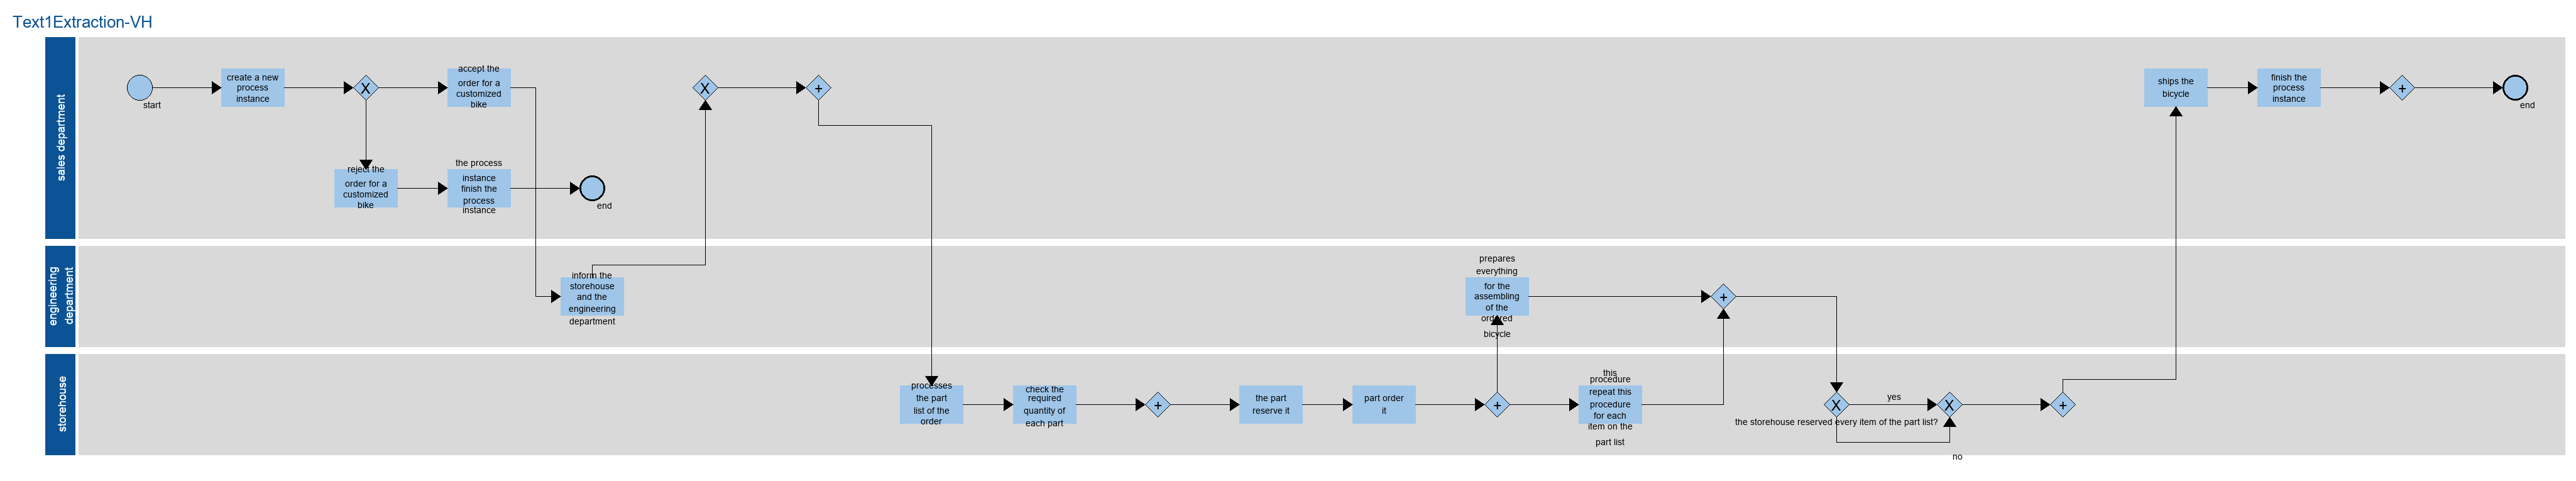 Text1Extraction-VH
sales department
start
create a new
process
instance
X
accept the
order for a
customized
bike
reject the
order for a
customized
bike
the process
instance
finish the
process
instance
end
X
+
ships the
bicycle
finish the
process
instance
+
end
engineering
department
inform the
storehouse
and the
engineering
department
prepares
everything
for the
assembling
of the
ordered
bicycle
+
storehouse
processes
the part
list of the
order
check the
required
quantity of
each part
+
the part
reserve it
part order
it
+
this
procedure
repeat this
procedure
for each
item on the
part list
X
yes
the storehouse reserved every item of the part list?
X
no
+